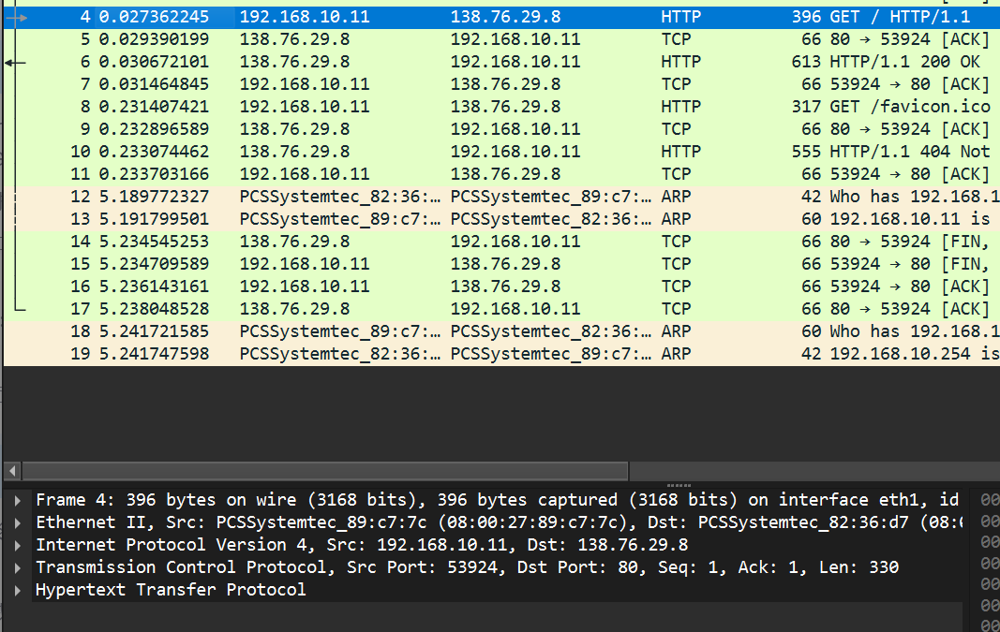 4 0.027362245 192.168.10.11 138.76.29.8 HTTP 396 GET / HTTP/1.1
5 0.029390199 138.76.29.8 192.168.10.11 TCP 66 80 → 53924 [ACK]
6 0.030672101 138.76.29.8 192.168.10.11 HTTP 613 HTTP/1.1 200 OK
7 0.031464845 192.168.10.11 138.76.29.8 TCP 66 53924 → 80 [ACK]
8 0.231407421 192.168.10.11 138.76.29.8 HTTP 317 GET /favicon.ico
9 0.232896589 138.76.29.8 192.168.10.11 TCP 66 80 → 53924 [ACK]
10 0.233074462 138.76.29.8 192.168.10.11 HTTP 555 HTTP/1.1 404 Not
11 0.233703166 192.168.10.11 138.76.29.8 TCP 66 53924 → 80 [ACK]
12 5.189772327 PCSSystemtec_82:36:… PCSSystemtec_89:c7:… ARP 42 Who has 192.168.1
13 5.191799501 PCSSystemtec_89:c7:… PCSSystemtec_82:36:… ARP 60 192.168.10.11 is
14 5.234545253 138.76.29.8 192.168.10.11 TCP 66 80 → 53924 [FIN,
15 5.234709589 192.168.10.11 138.76.29.8 TCP 66 53924 → 80 [FIN,
16 5.236143161 192.168.10.11 138.76.29.8 TCP 66 53924 → 80 [ACK]
17 5.238048528 138.76.29.8 192.168.10.11 TCP 66 80 → 53924 [ACK]
18 5.241721585 PCSSystemtec_89:c7:… PCSSystemtec_82:36:… ARP 60 Who has 192.168.1
19 5.241747598 PCSSystemtec_82:36:… PCSSystemtec_89:c7:… ARP 42 192.168.10.254 is
Frame 4: 396 bytes on wire (3168 bits), 396 bytes captured (3168 bits) on interface eth1, id
Ethernet II, Src: PCSSystemtec_89:c7:7c (08:00:27:89:c7:7c), Dst: PCSSystemtec_82:36:d7 (08:
Internet Protocol Version 4, Src: 192.168.10.11, Dst: 138.76.29.8
Transmission Control Protocol, Src Port: 53924, Dst Port: 80, Seq: 1, Ack: 1, Len: 330
Hypertext Transfer Protocol
00
00
00
00
00
00
00